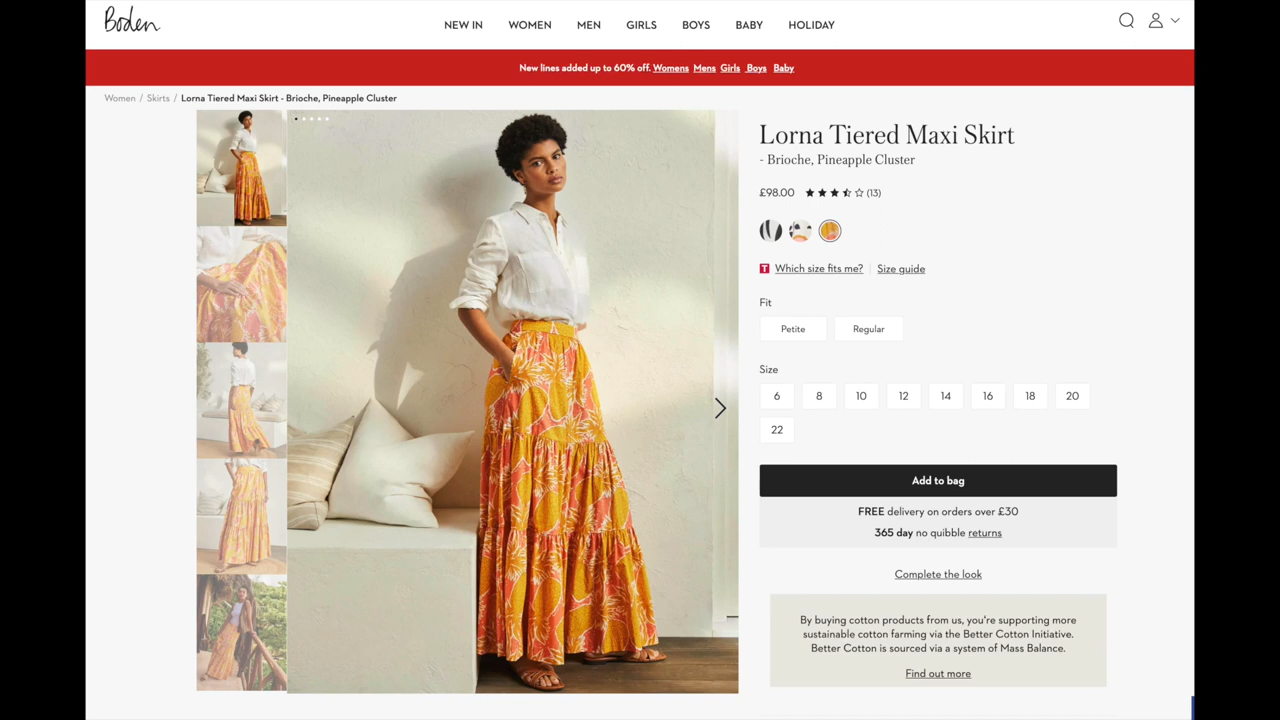 Boden
NEW IN WOMEN MEN GIRLS BOYS BABY HOLIDAY
New lines added up to 60% off. Womens Mens Girls Boys Baby
Women / Skirts / Lorna Tiered Maxi Skirt - Brioche, Pineapple Cluster
Lorna Tiered Maxi Skirt
- Brioche, Pineapple Cluster
£98.00 (13)
T Which size fits me? | Size guide
Fit
Petite Regular
Size
6 8 10 12 14 16 18 20
22
Add to bag
FREE delivery on orders over £30
365 day no quibble returns
Complete the look
By buying cotton products from us, you're supporting more
sustainable cotton farming via the Better Cotton Initiative.
Better Cotton is sourced via a system of Mass Balance.
Find out more